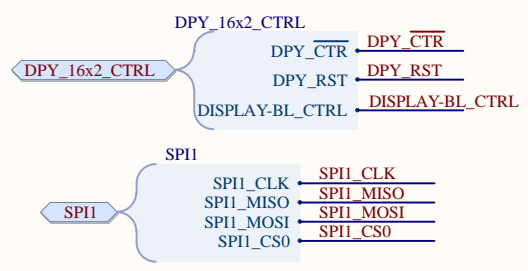 DPY_16x2_CTRL
DPY_CTR DPY_CTR
DPY_16x2_CTRL DPY_RST DPY_RST
DISPLAY-BL_CTRL DISPLAY-BL_CTRL
SPI1
SPI1_CLK SPI1_CLK
SPI1_MISO SPI1_MISO
SPI1 SPI1_MOSI SPI1_MOSI
SPI1_CS0 SPI1_CS0